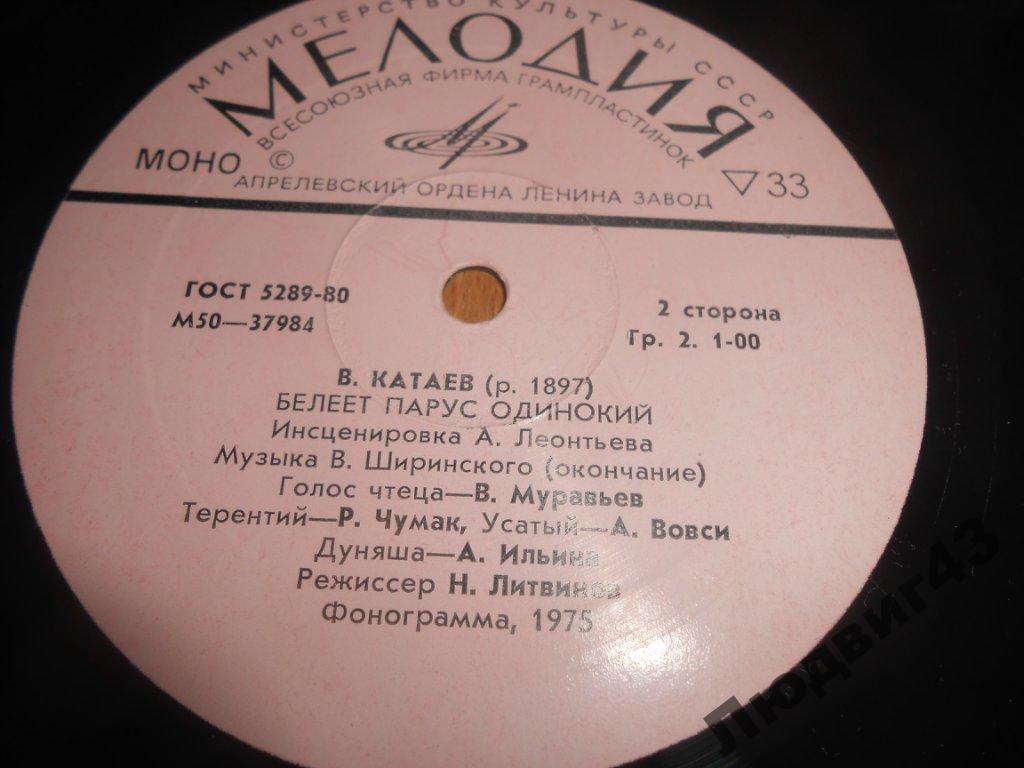 МИНИСТЕРСТВО КУЛЬТУРЫ СССР
МЕЛОДИЯ
ВСЕСОЮЗНАЯ ФИРМА ГРАМПЛАСТИНОК
МОНО © ▽ 33
АПРЕЛЕВСКИЙ ОРДЕНА ЛЕНИНА ЗАВОД
ГОСТ 5289-80 2 сторона
М50—37984 Гр. 2. 1-00
В. КАТАЕВ (р. 1897)
БЕЛЕЕТ ПАРУС ОДИНОКИЙ
Инсценировка А. Леонтьева
Музыка В. Ширинского (окончание)
Голос чтеца—В. Муравьев
Терентий—Р. Чумак, Усатый—А. Вовси
Дуняша—А. Ильина
Режиссер Н. Литвинов
Фонограмма, 1975
Людвиг43